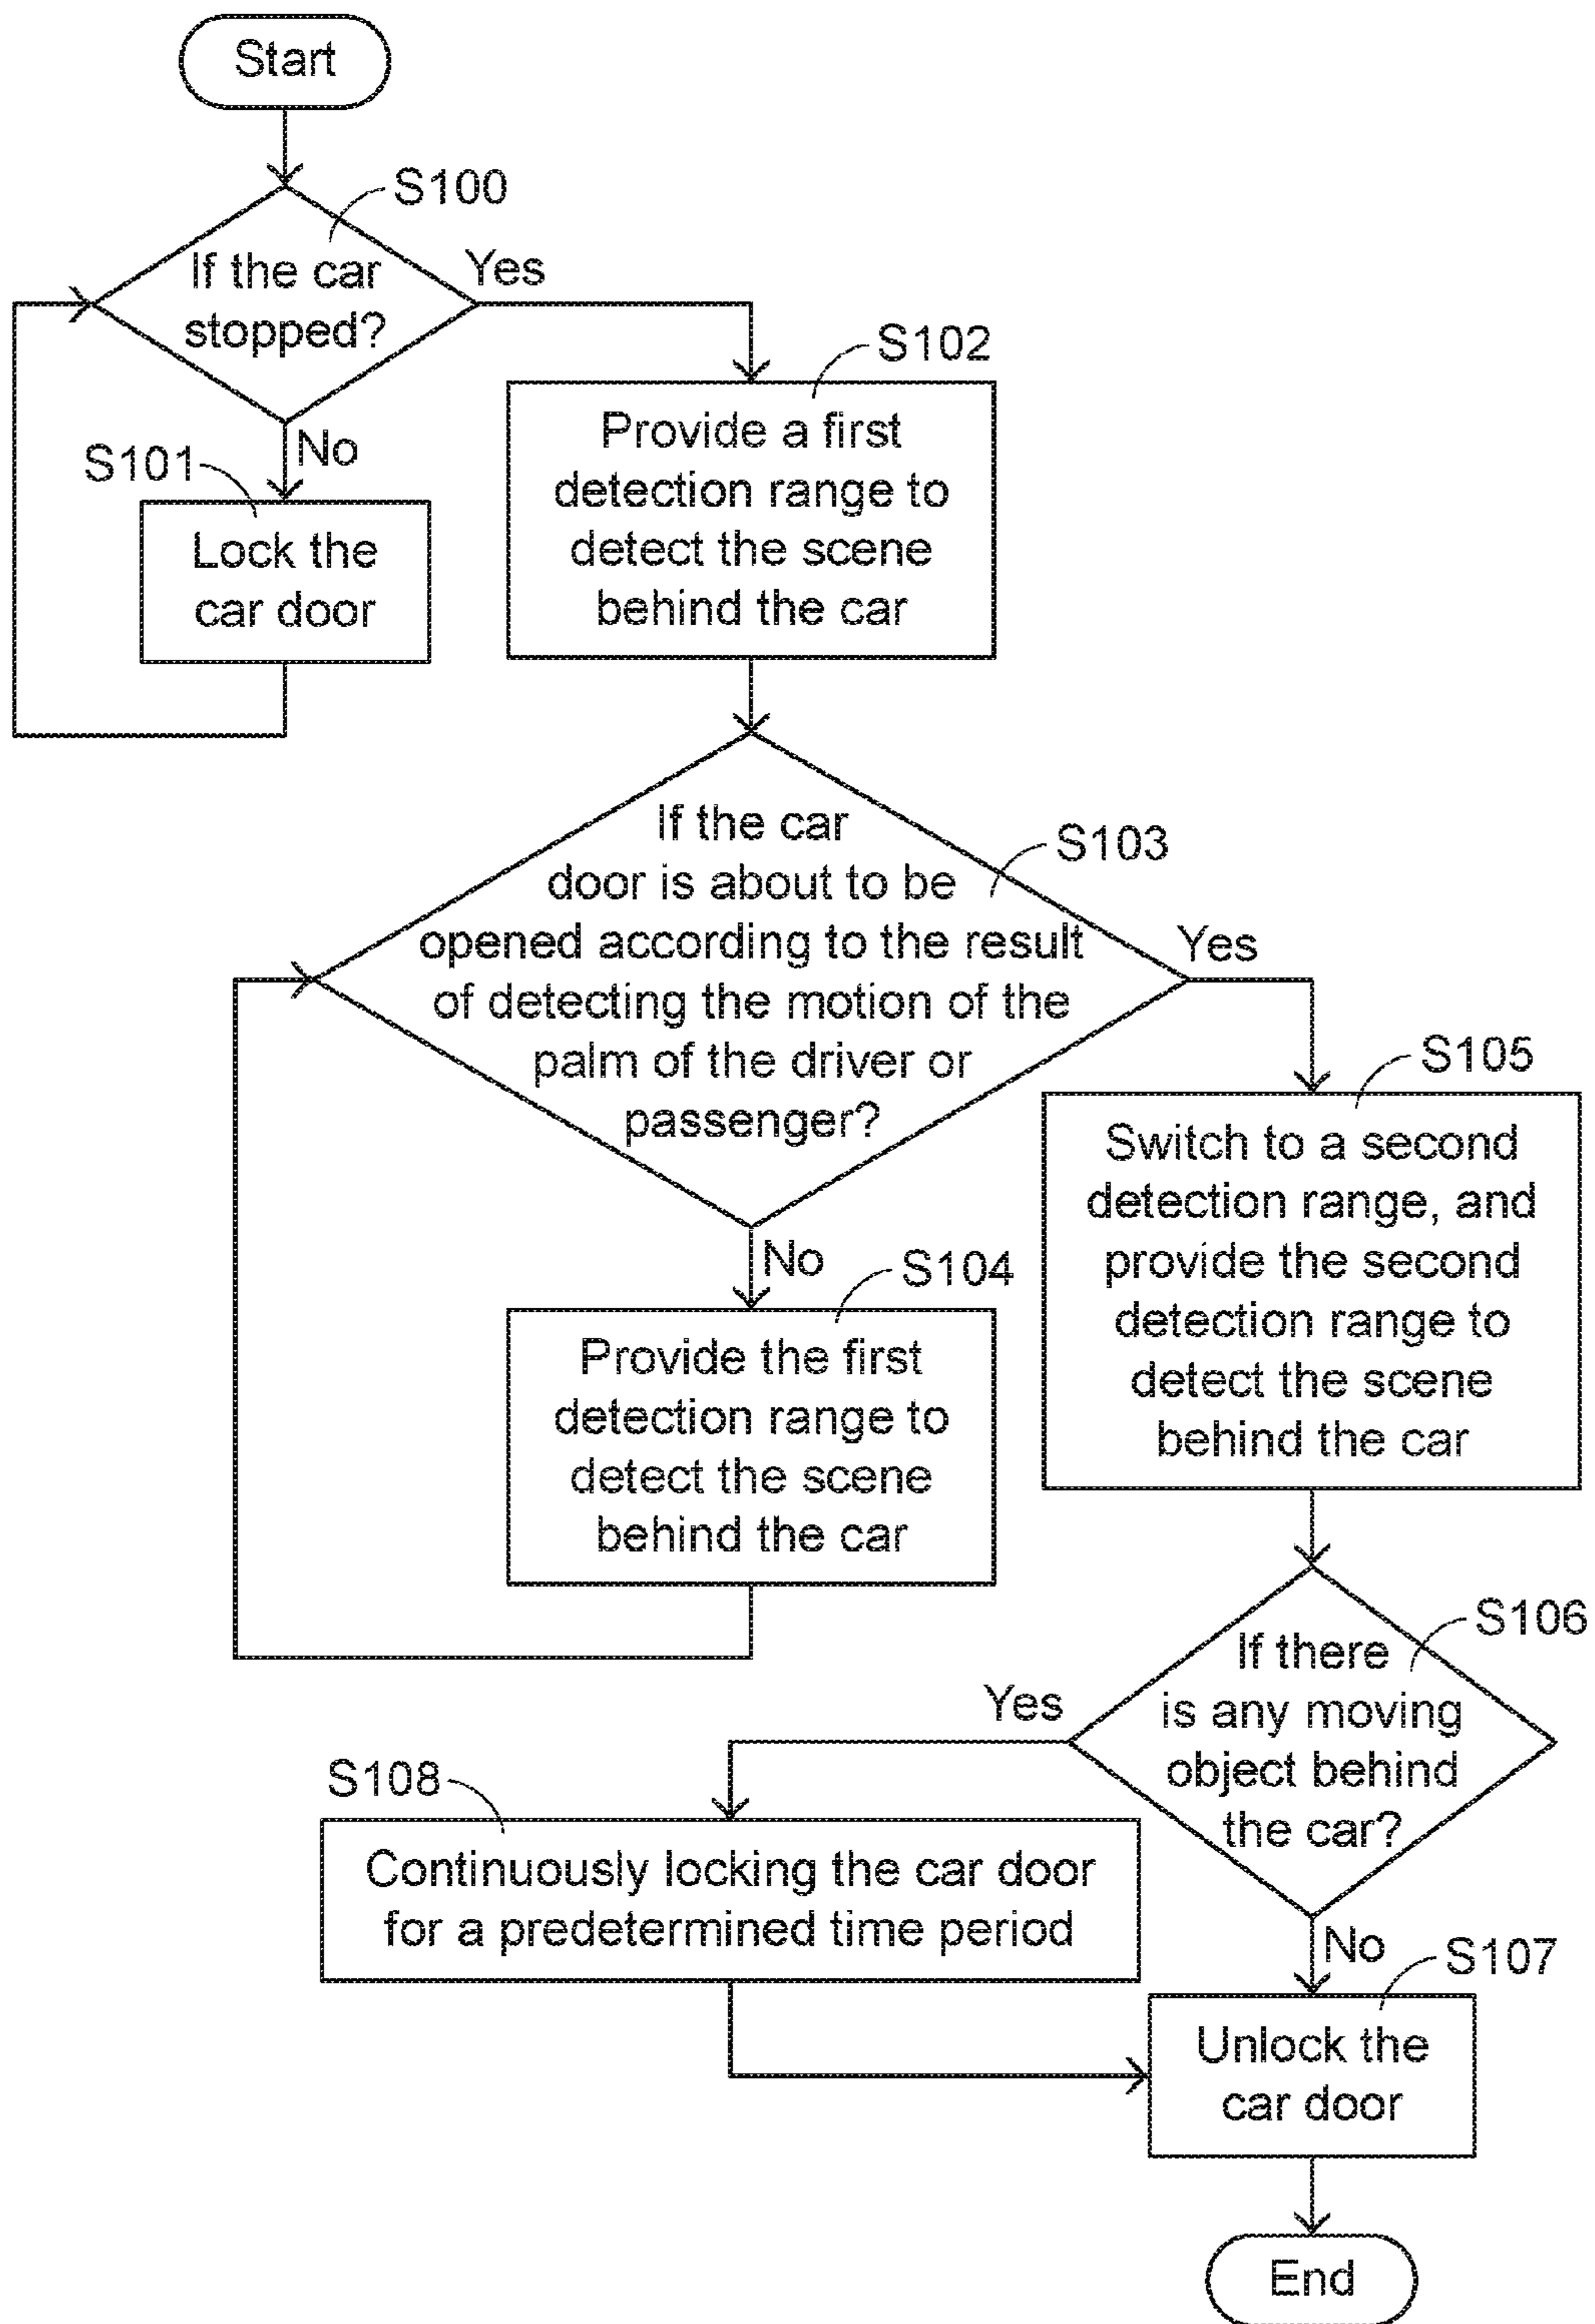 Start
S100
If the car
stopped?
Yes
No
S101
Lock the
car door
S102
Provide a first
detection range to
detect the scene
behind the car
S103
If the car
door is about to be
opened according to the result
of detecting the motion of the
palm of the driver or
passenger?
Yes
No
S104
Provide the first
detection range to
detect the scene
behind the car
S105
Switch to a second
detection range, and
provide the second
detection range to
detect the scene
behind the car
S106
If there
is any moving
object behind
the car?
Yes
No
S108
Continuously locking the car door
for a predetermined time period
S107
Unlock the
car door
End